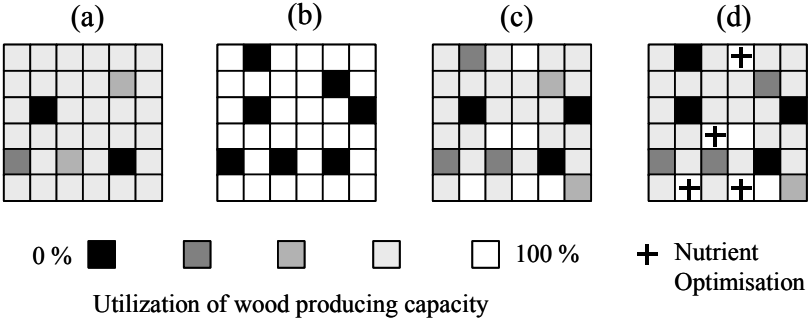 (a) (b) (c) (d)
0 % 100 % Nutrient
Optimisation
Utilization of wood producing capacity